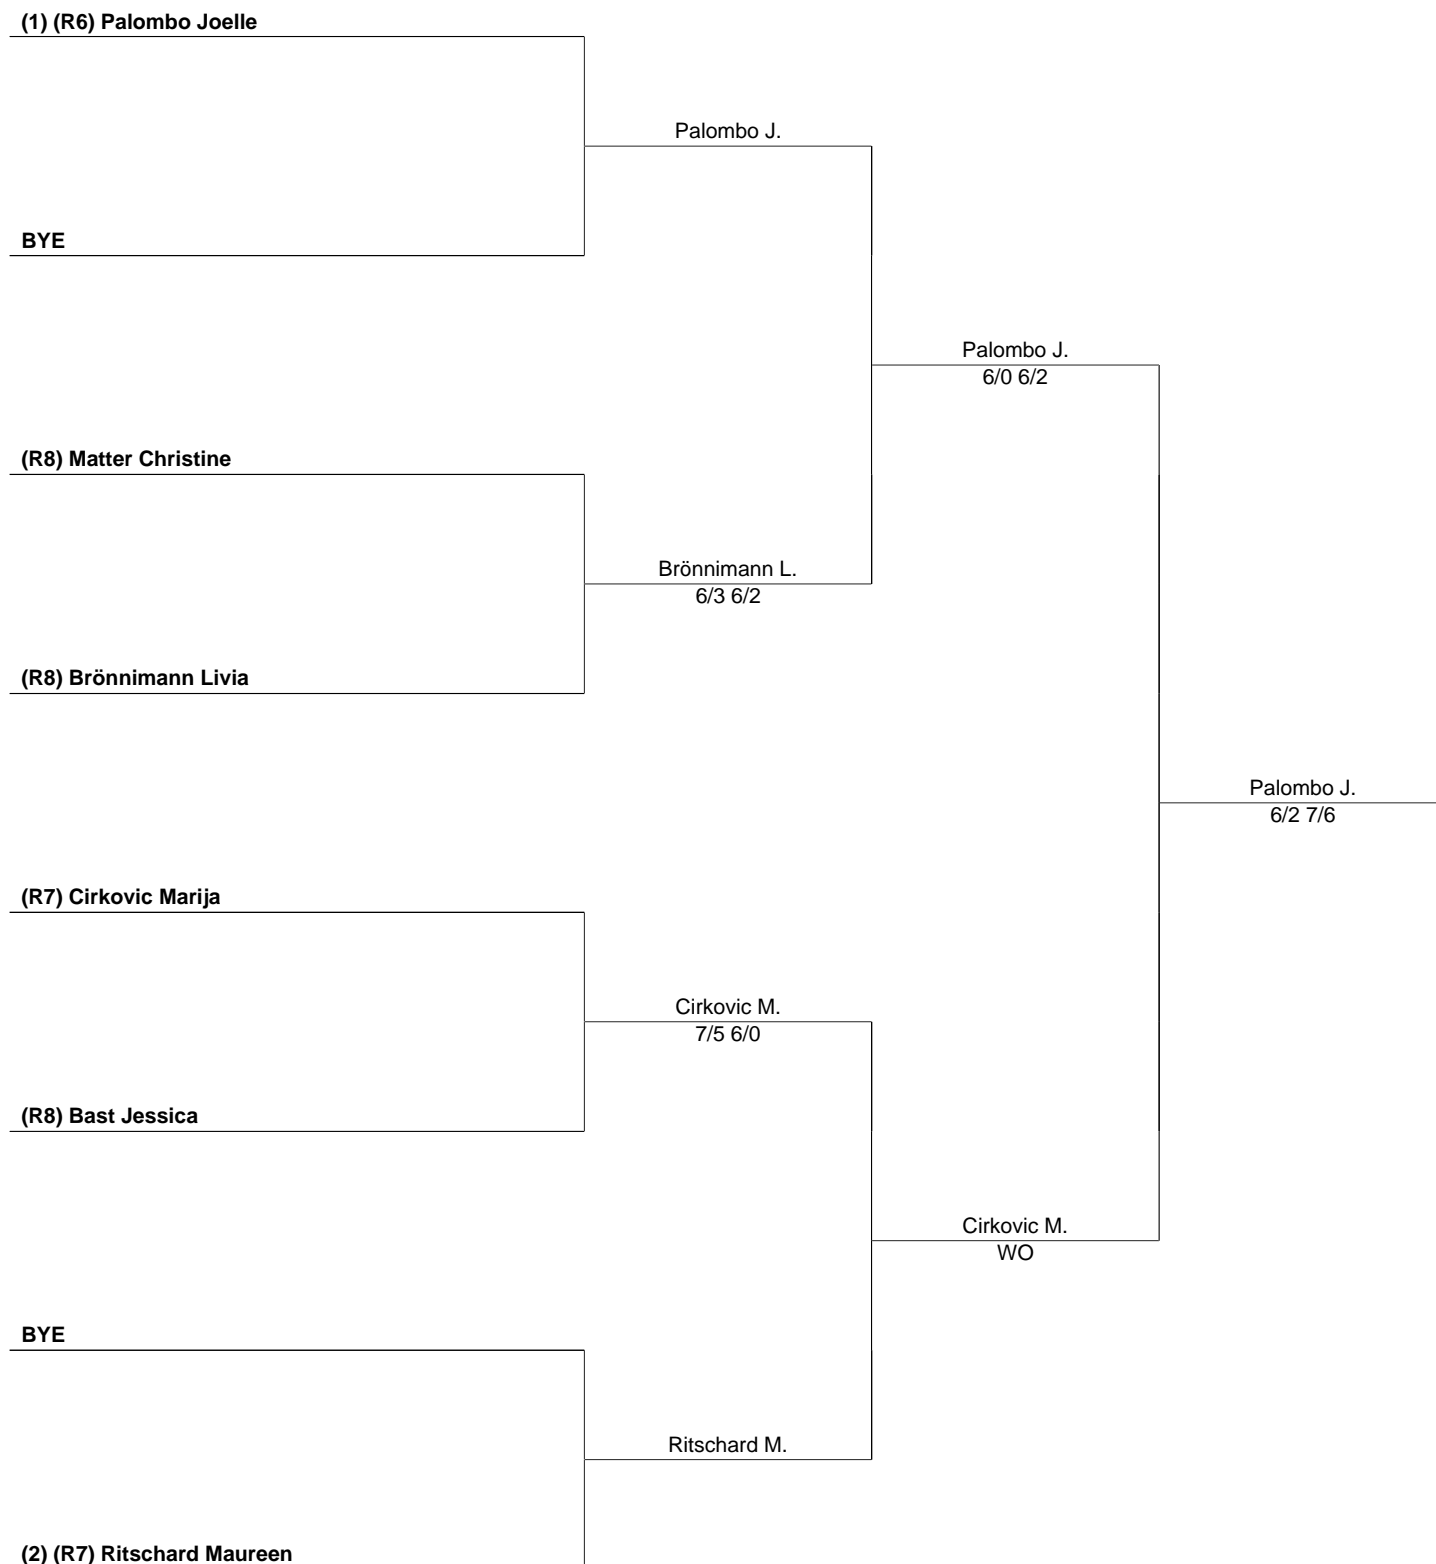 (1) (R6) Palombo Joelle
Palombo J.
BYE
Palombo J.
6/0 6/2
(R8) Matter Christine
Brönnimann L.
6/3 6/2
(R8) Brönnimann Livia
Palombo J.
6/2 7/6
(R7) Cirkovic Marija
Cirkovic M.
7/5 6/0
(R8) Bast Jessica
Cirkovic M.
WO
BYE
Ritschard M.
(2) (R7) Ritschard Maureen